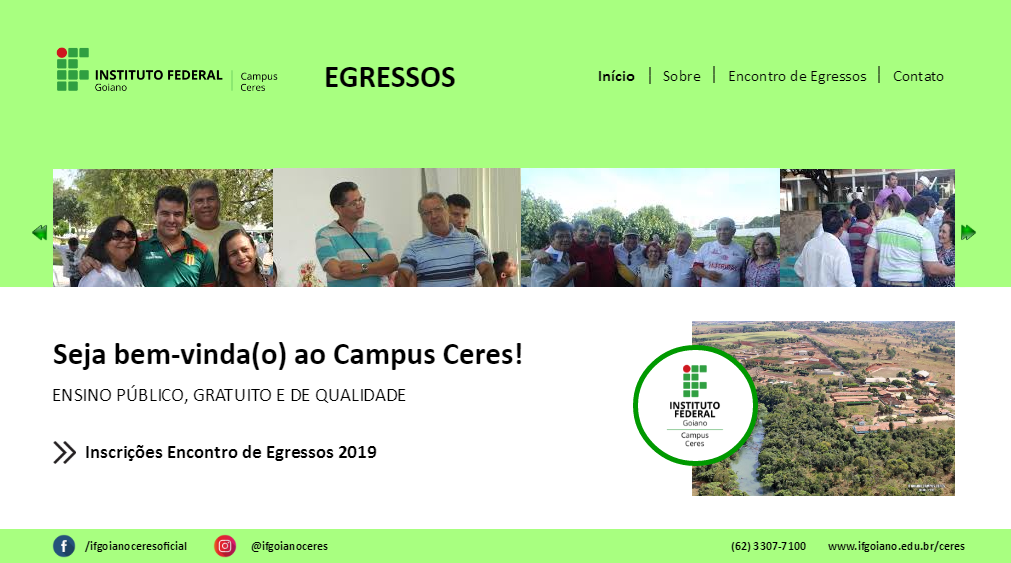 INSTITUTO FEDERAL
Goiano
Campus
Ceres
EGRESSOS
Início | Sobre | Encontro de Egressos | Contato
Seja bem-vinda(o) ao Campus Ceres!
ENSINO PÚBLICO, GRATUITO E DE QUALIDADE
Inscrições Encontro de Egressos 2019
INSTITUTO
FEDERAL
Goiano
Campus
Ceres
/ifgoianoceresoficial @ifgoianoceres (62) 3307-7100 www.ifgoiano.edu.br/ceres